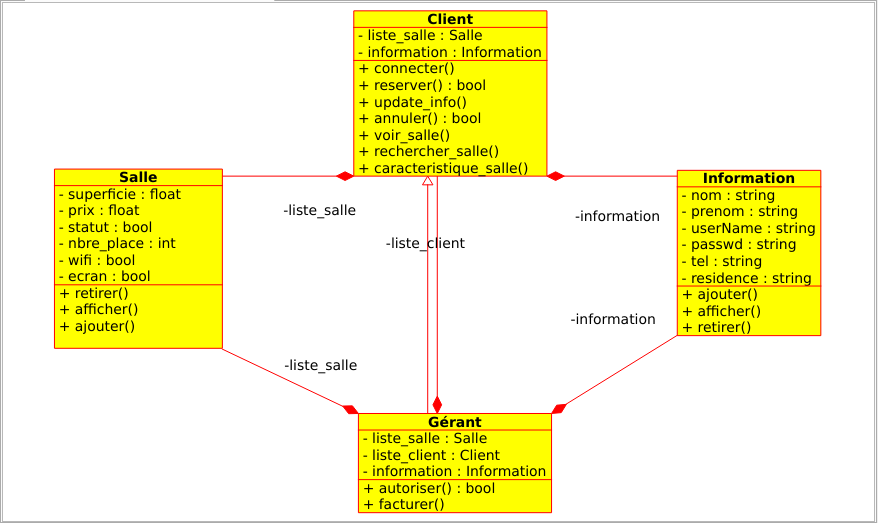 Client
- liste_salle : Salle
- information : Information
+ connecter()
+ reserver() : bool
+ update_info()
+ annuler() : bool
+ voir_salle()
+ rechercher_salle()
+ caracteristique_salle()
Salle
- superficie : float
- prix : float
- statut : bool
- nbre_place : int
- wifi : bool
- ecran : bool
+ retirer()
+ afficher()
+ ajouter()
-liste_salle
-liste_client
-information
Information
- nom : string
- prenom : string
- userName : string
- passwd : string
- tel : string
- residence : string
+ ajouter()
+ afficher()
+ retirer()
-information
-liste_salle
Gérant
- liste_salle : Salle
- liste_client : Client
- information : Information
+ autoriser() : bool
+ facturer()